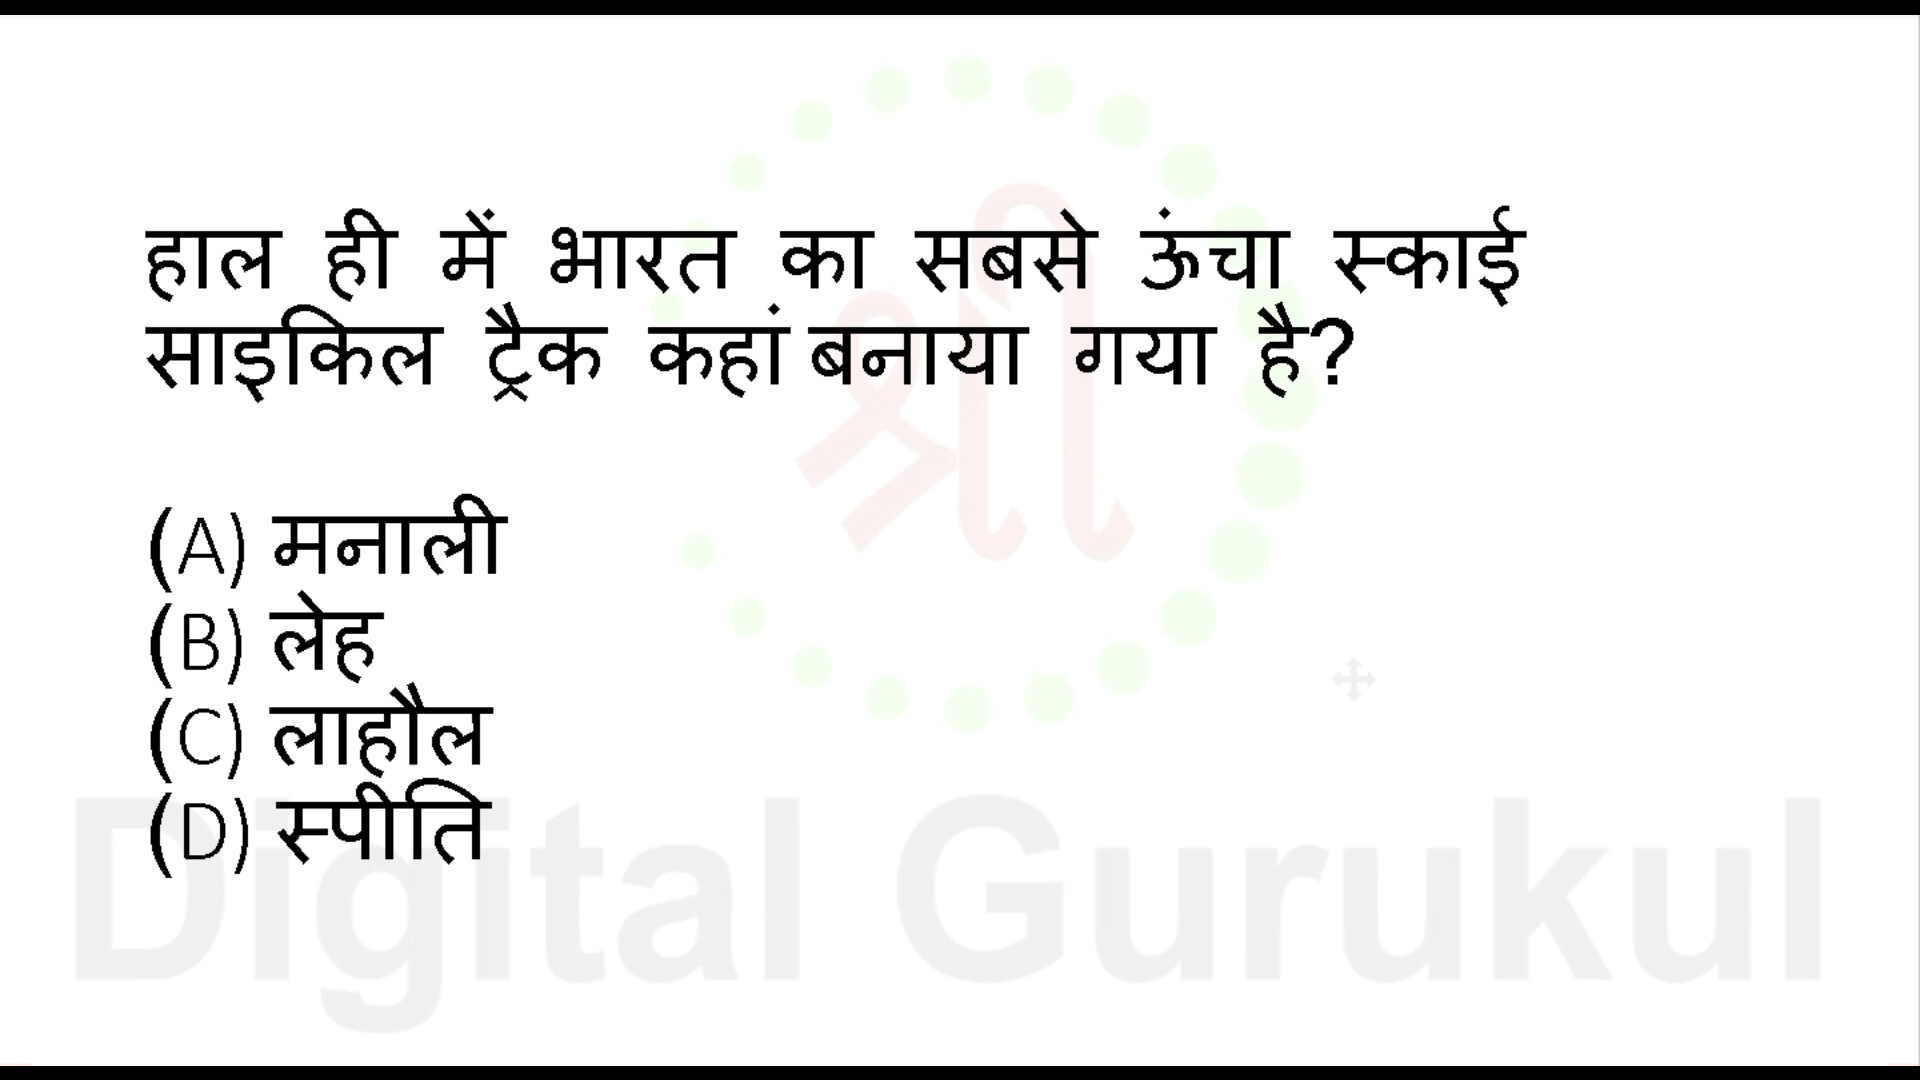 हाल ही में भारत का सबसे ऊंचा स्काई
साइकिल ट्रैक कहां बनाया गया है?
(A) मनाली
(B) लेह
(C) लाहौल
(D) स्पीति
श्री
Digital Gurukul